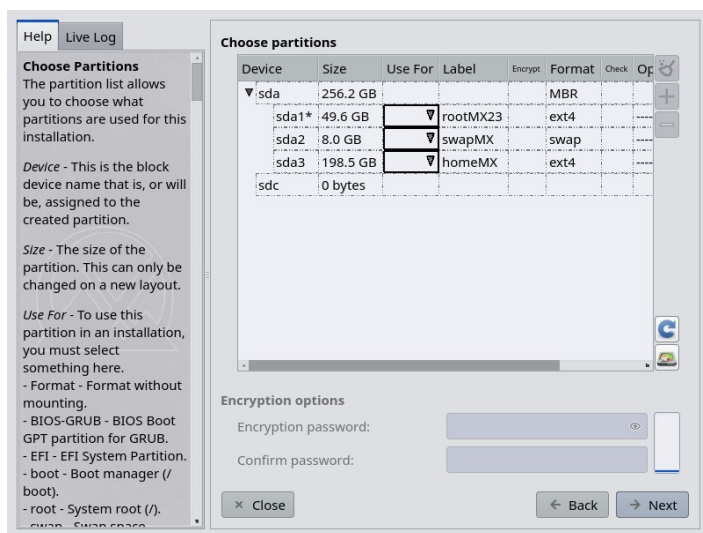 Help Live Log
Choose Partitions
The partition list allows
you to choose what
partitions are used for this
installation.
Device - This is the block
device name that is, or will
be, assigned to the
created partition.
Size - The size of the
partition. This can only be
changed on a new layout.
Use For - To use this
partition in an installation,
you must select
something here.
- Format - Format without
mounting.
- BIOS-GRUB - BIOS Boot
GPT partition for GRUB.
- EFI - EFI System Partition.
- boot - Boot manager (/
boot).
- root - System root (/).
- swap - Swap space.
Choose partitions
Device Size Use For Label Encrypt Format Check Op
sda 256.2 GB MBR
sda1* 49.6 GB rootMX23 ext4 ----
sda2 8.0 GB swapMX swap ----
sda3 198.5 GB homeMX ext4 ----
sdc 0 bytes
Encryption options
Encryption password:
Confirm password:
Close
Back
Next